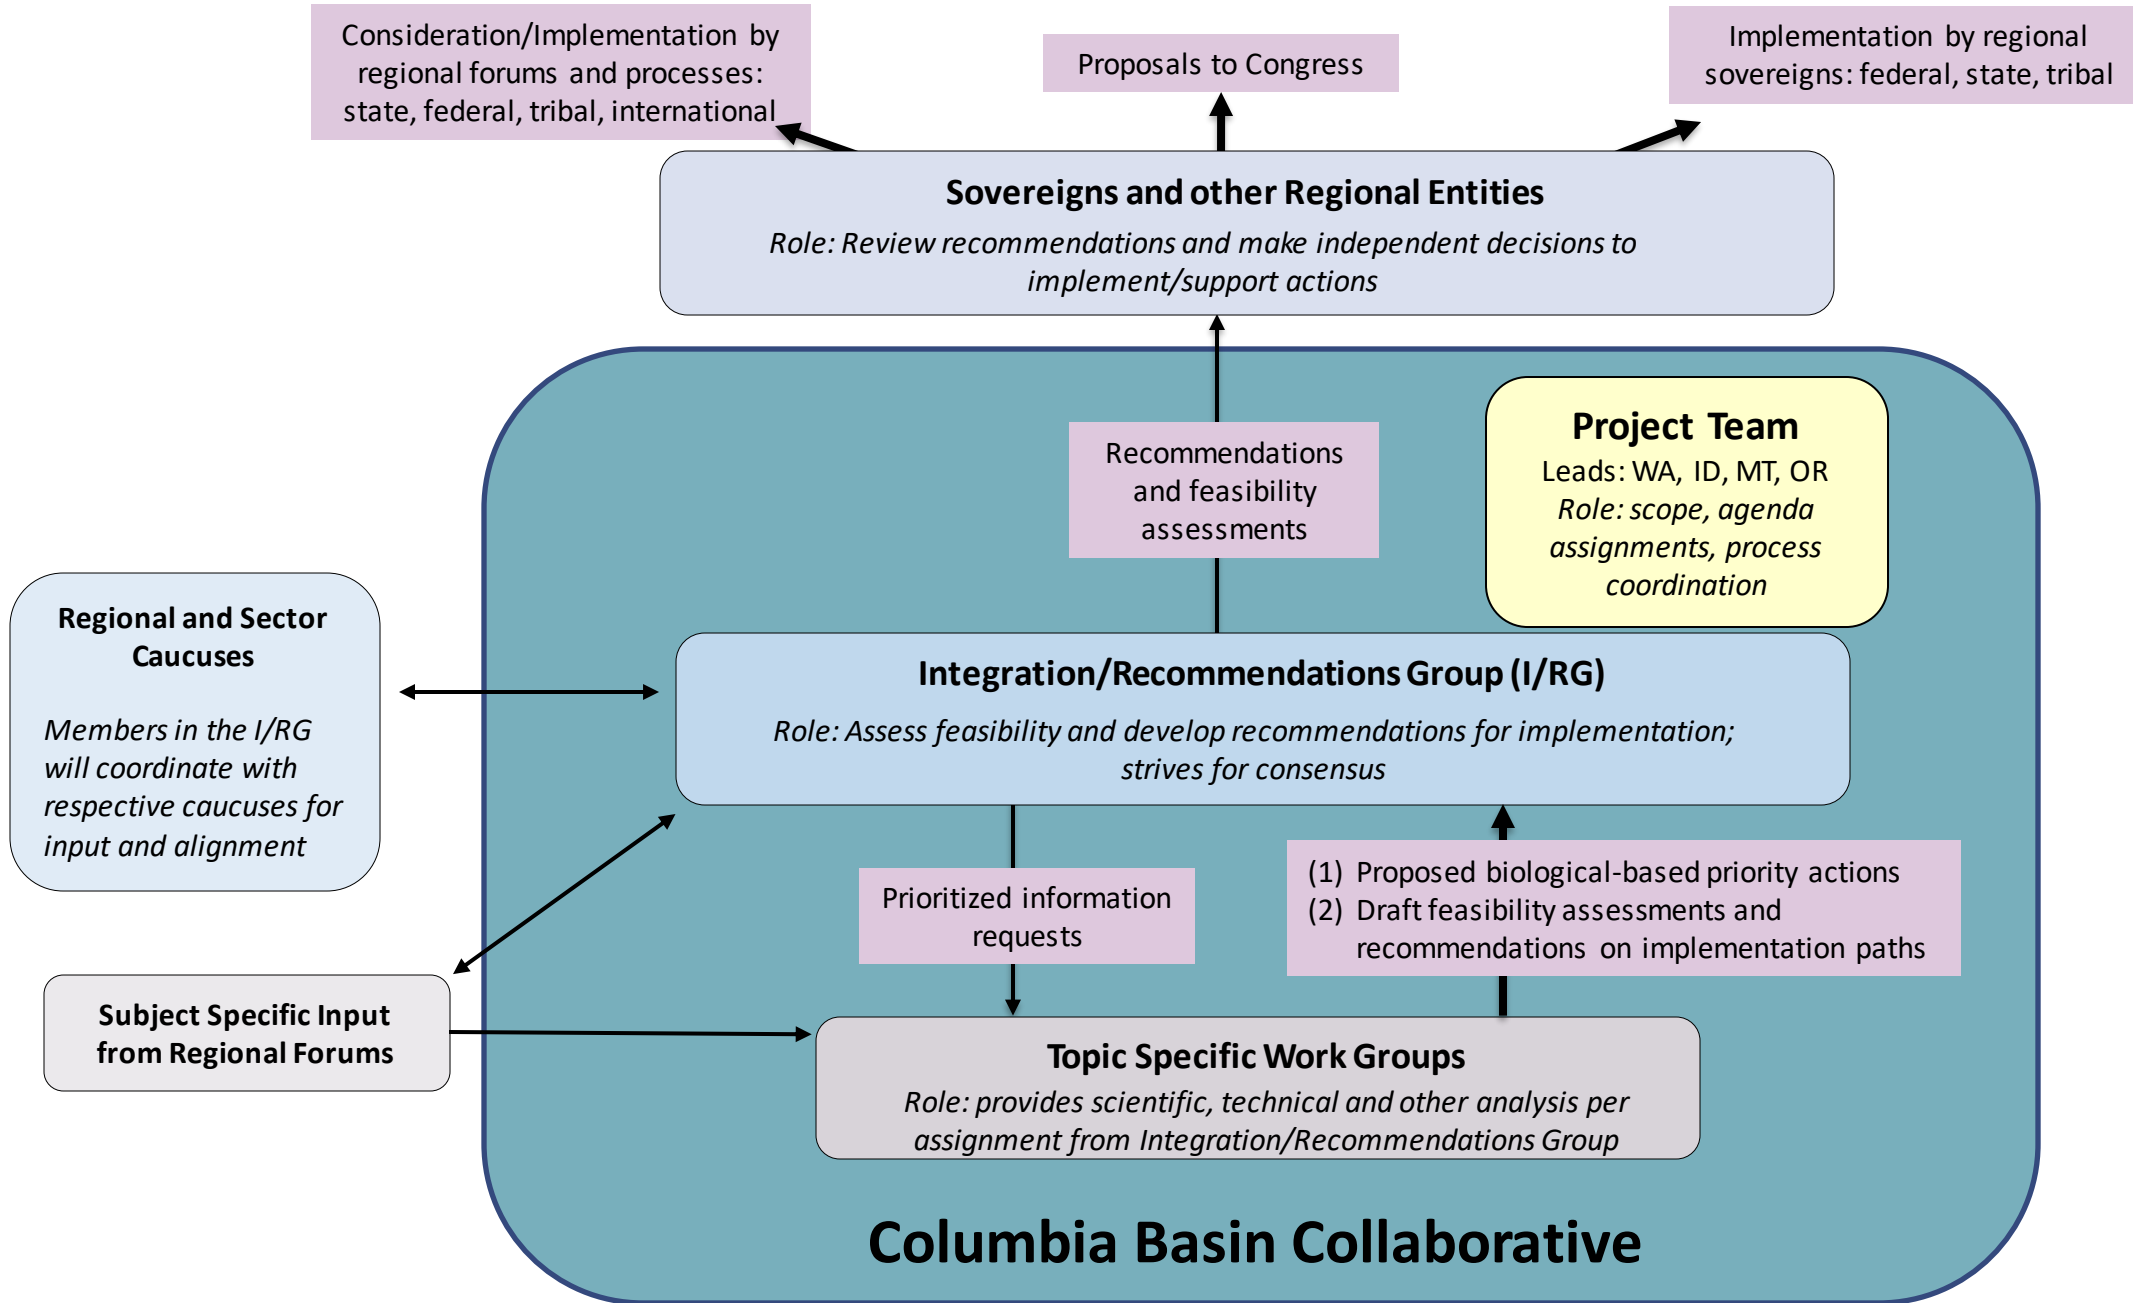 Consideration/Implementation by
regional forums and processes:
state, federal, tribal, international
Proposals to Congress
Implementation by regional
sovereigns: federal, state, tribal
Sovereigns and other Regional Entities
Role: Review recommendations and make independent decisions to
implement/support actions
Recommendations
and feasibility
assessments
Project Team
Leads: WA, ID, MT, OR
Role: scope, agenda
assignments, process
coordination
Regional and Sector
Caucuses
Members in the I/RG
will coordinate with
respective caucuses for
input and alignment
Integration/Recommendations Group (I/RG)
Role: Assess feasibility and develop recommendations for implementation;
strives for consensus
Prioritized information
requests
(1) Proposed biological-based priority actions
(2) Draft feasibility assessments and
recommendations on implementation paths
Subject Specific Input
from Regional Forums
Topic Specific Work Groups
Role: provides scientific, technical and other analysis per
assignment from Integration/Recommendations Group
Columbia Basin Collaborative